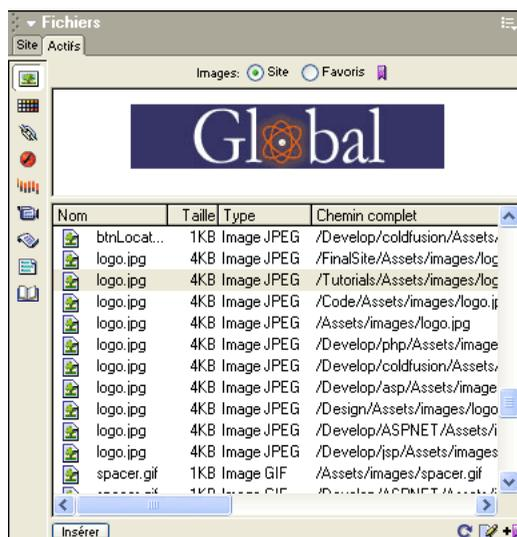 Fichiers
Site Actifs
Images: Site Favoris
Global
Nom Taille Type Chemin complet
btnLocat... 1KB Image JPEG /Develop/coldfusion/Assets/
logo.jpg 4KB Image JPEG /FinalSite/Assets/images/log
logo.jpg 4KB Image JPEG /Tutorials/Assets/images/log
logo.jpg 4KB Image JPEG /Code/Assets/images/logo.jp
logo.jpg 4KB Image JPEG /Assets/images/logo.jpg
logo.jpg 4KB Image JPEG /Develop/php/Assets/image
logo.jpg 4KB Image JPEG /Develop/coldfusion/Assets/
logo.jpg 4KB Image JPEG /Develop/asp/Assets/image
logo.jpg 4KB Image JPEG /Design/Assets/images/logo
logo.jpg 4KB Image JPEG /Develop/ASPNET/Assets/i
logo.jpg 4KB Image JPEG /Develop/jsp/Assets/images
spacer.gif 1KB Image GIF /Assets/images/spacer.gif
Insérer